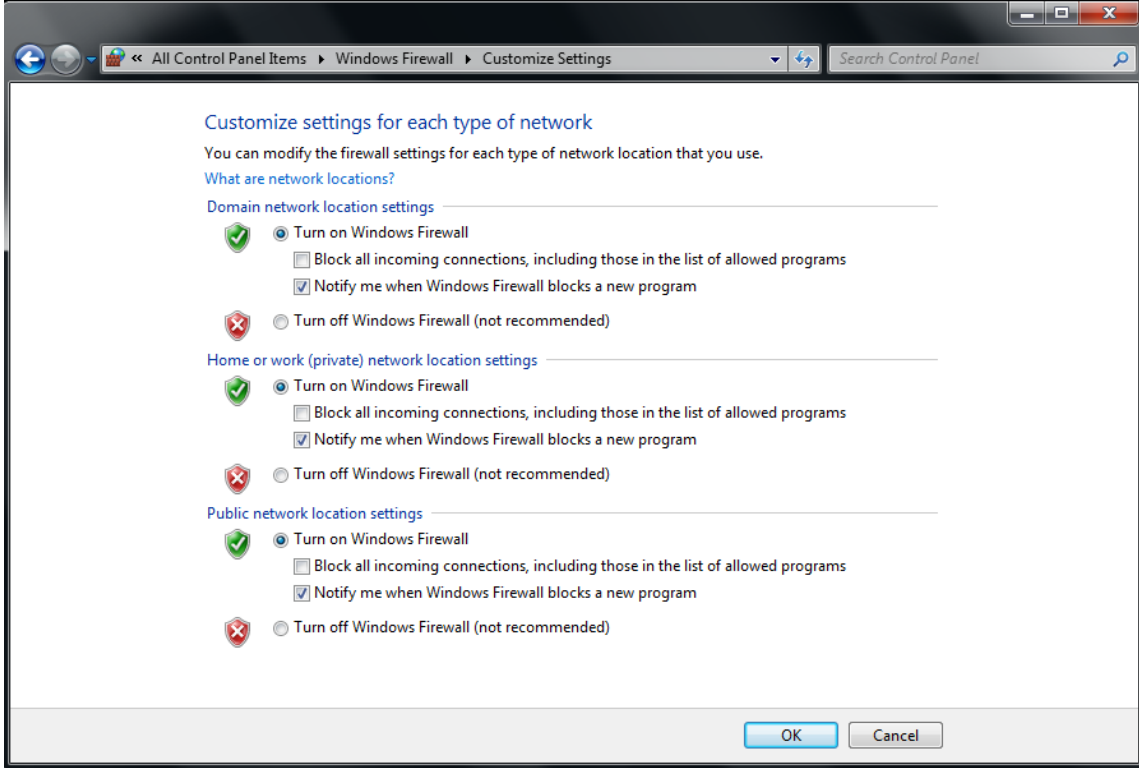 « All Control Panel Items ▸ Windows Firewall ▸ Customize Settings
Search Control Panel
Customize settings for each type of network
You can modify the firewall settings for each type of network location that you use.
What are network locations?
Domain network location settings
Turn on Windows Firewall
Block all incoming connections, including those in the list of allowed programs
Notify me when Windows Firewall blocks a new program
Turn off Windows Firewall (not recommended)
Home or work (private) network location settings
Turn on Windows Firewall
Block all incoming connections, including those in the list of allowed programs
Notify me when Windows Firewall blocks a new program
Turn off Windows Firewall (not recommended)
Public network location settings
Turn on Windows Firewall
Block all incoming connections, including those in the list of allowed programs
Notify me when Windows Firewall blocks a new program
Turn off Windows Firewall (not recommended)
OK
Cancel